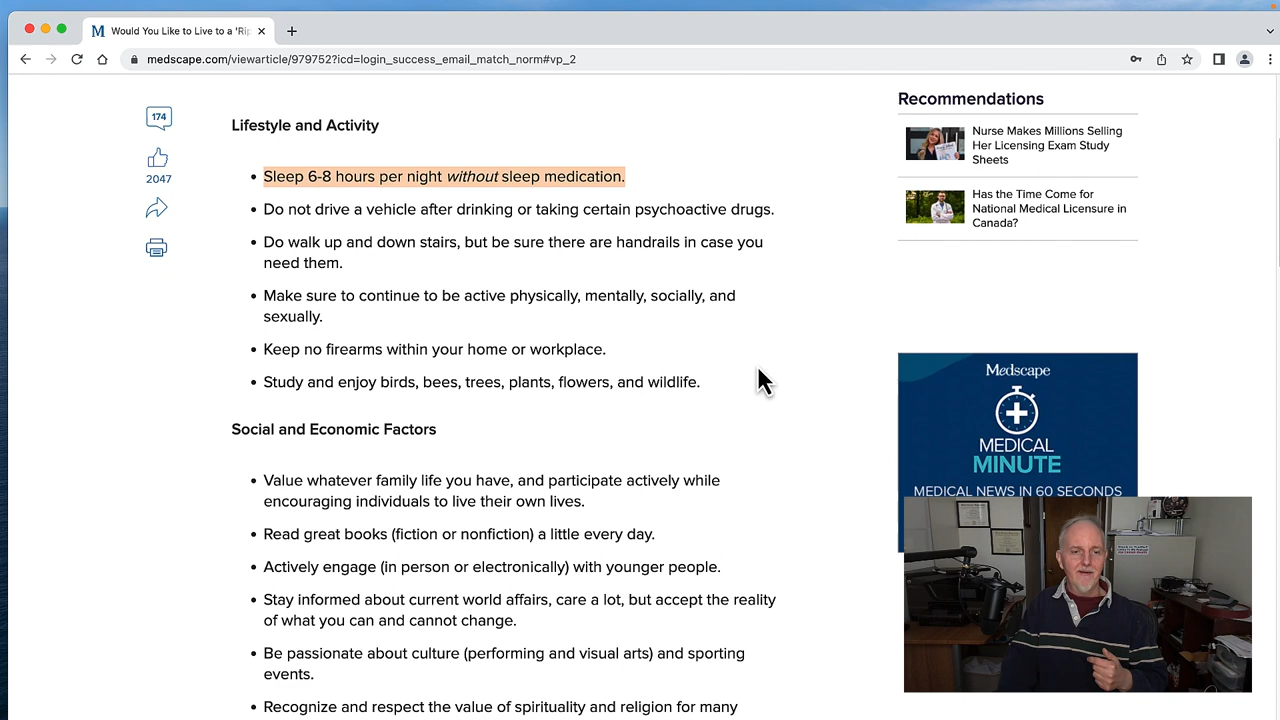 Would You Like to Live to a 'Rip
medscape.com/viewarticle/979752?icd=login_success_email_match_norm#vp_2
174
2047
Lifestyle and Activity
• Sleep 6-8 hours per night without sleep medication.
• Do not drive a vehicle after drinking or taking certain psychoactive drugs.
• Do walk up and down stairs, but be sure there are handrails in case you
need them.
• Make sure to continue to be active physically, mentally, socially, and
sexually.
• Keep no firearms within your home or workplace.
• Study and enjoy birds, bees, trees, plants, flowers, and wildlife.
Social and Economic Factors
• Value whatever family life you have, and participate actively while
encouraging individuals to live their own lives.
• Read great books (fiction or nonfiction) a little every day.
• Actively engage (in person or electronically) with younger people.
• Stay informed about current world affairs, care a lot, but accept the reality
of what you can and cannot change.
• Be passionate about culture (performing and visual arts) and sporting
events.
• Recognize and respect the value of spirituality and religion for many
Recommendations
Nurse Makes Millions Selling
Her Licensing Exam Study
Sheets
Has the Time Come for
National Medical Licensure in
Canada?
Medscape
MEDICAL
MINUTE
MEDICAL NEWS IN 60 SECONDS